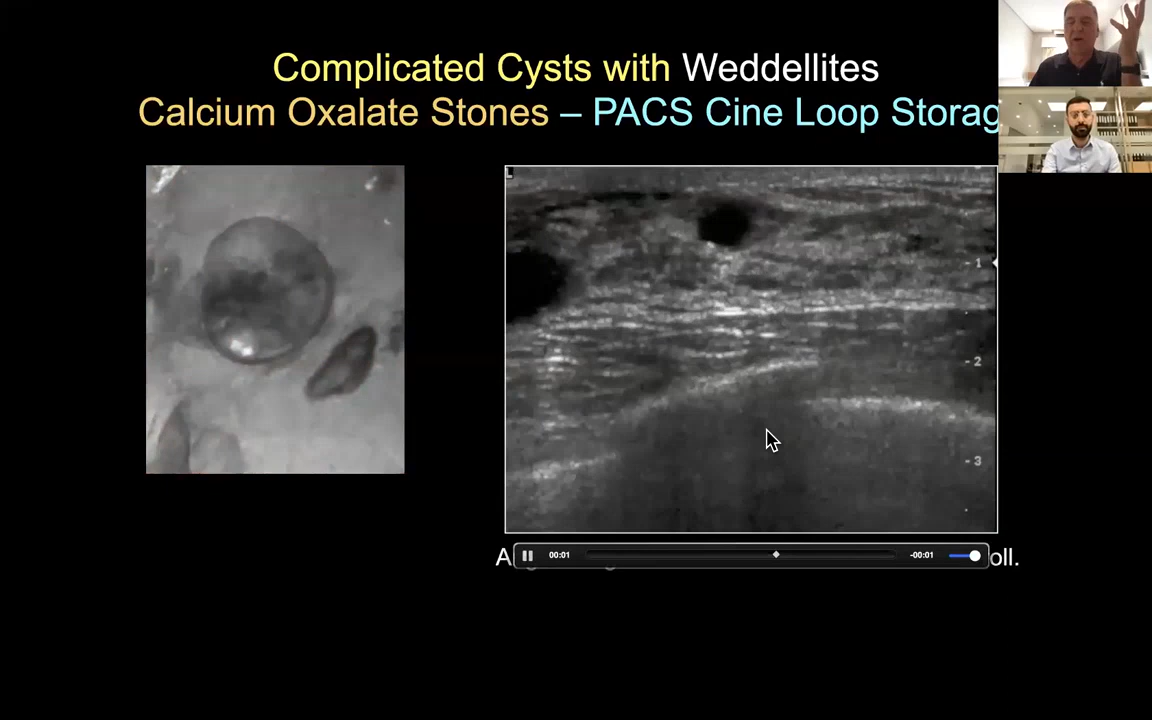 Complicated Cysts with Weddellites
Calcium Oxalate Stones – PACS Cine Loop Storag
L
- 1
- 2
- 3
A
oll.
00:01
-00:01